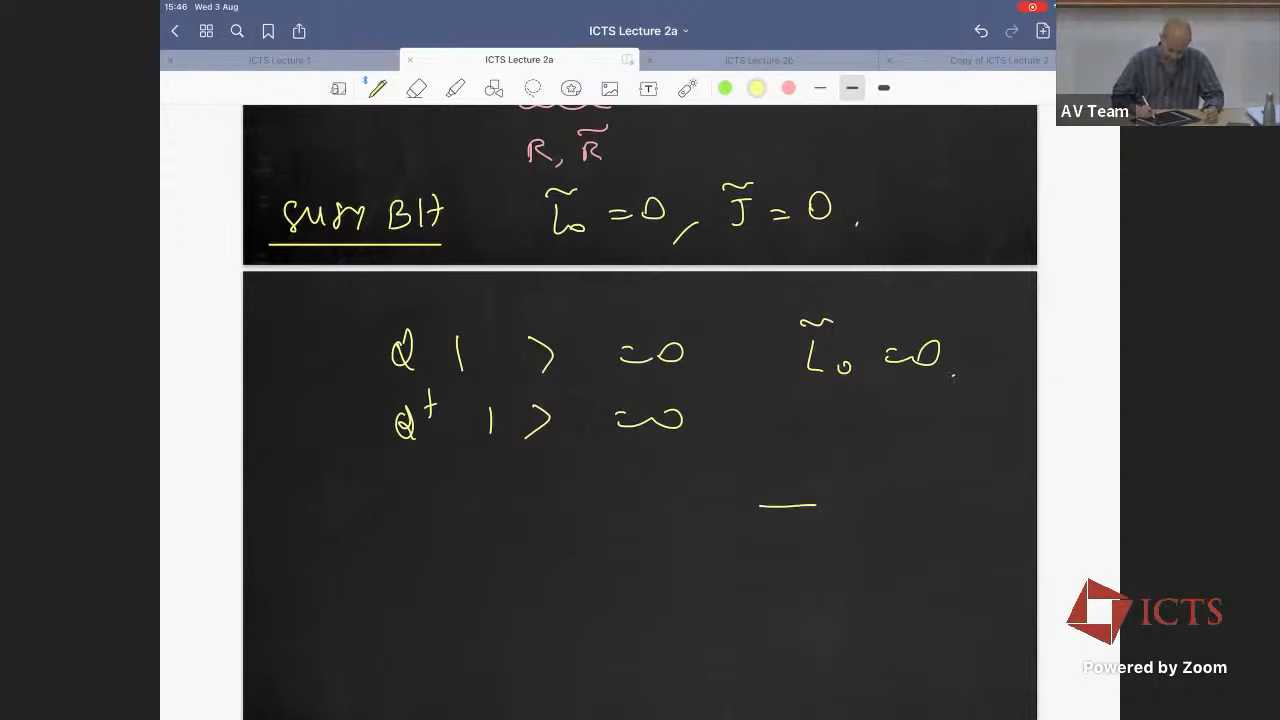 15:46 Wed 3 Aug
ICTS Lecture 2a
ICTS Lecture 1
ICTS Lecture 2a
ICTS Lecture 2b
Copy of ICTS Lecture 2
AV Team
R, R̃
SUSY BH L̃₀ = 0, J̃ = 0.
Q | > = 0 L̃₀ = 0.
Q† | > = 0
ICTS
Powered by Zoom